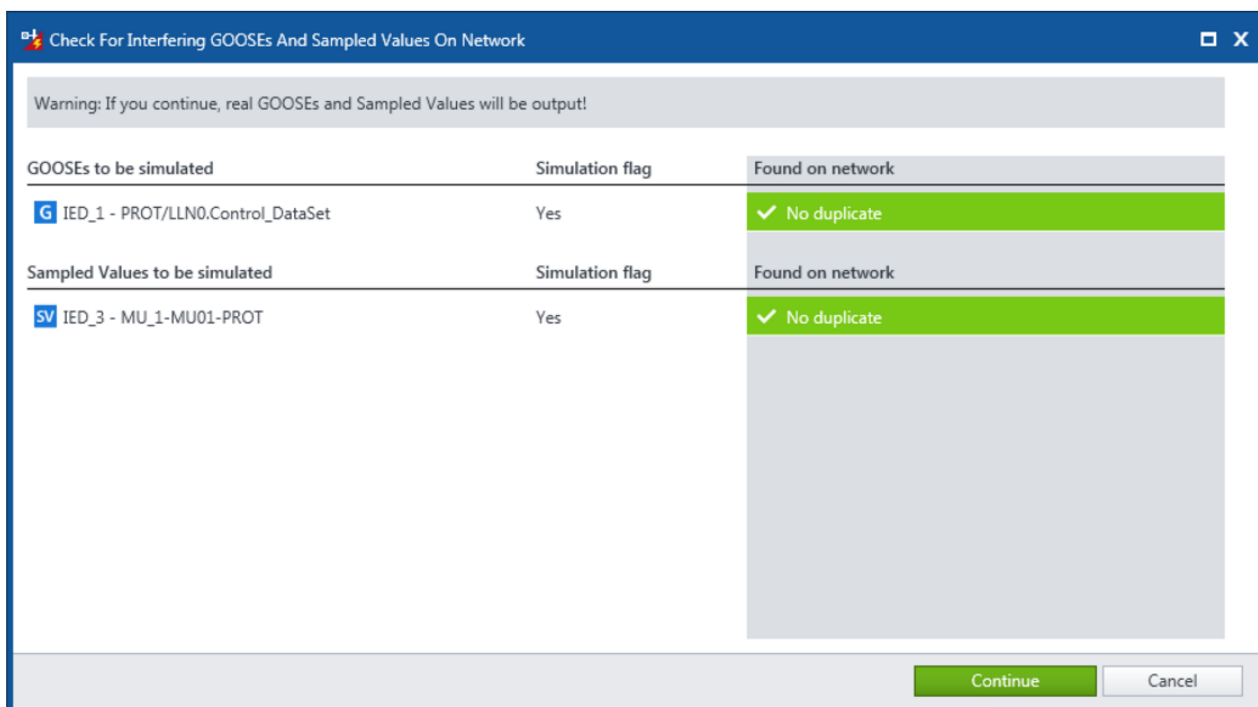 Check For Interfering GOOSEs And Sampled Values On Network
Warning: If you continue, real GOOSEs and Sampled Values will be output!
GOOSEs to be simulated Simulation flag Found on network
G IED_1 - PROT/LLN0.Control_DataSet Yes No duplicate
Sampled Values to be simulated Simulation flag Found on network
SV IED_3 - MU_1-MU01-PROT Yes No duplicate
Continue Cancel